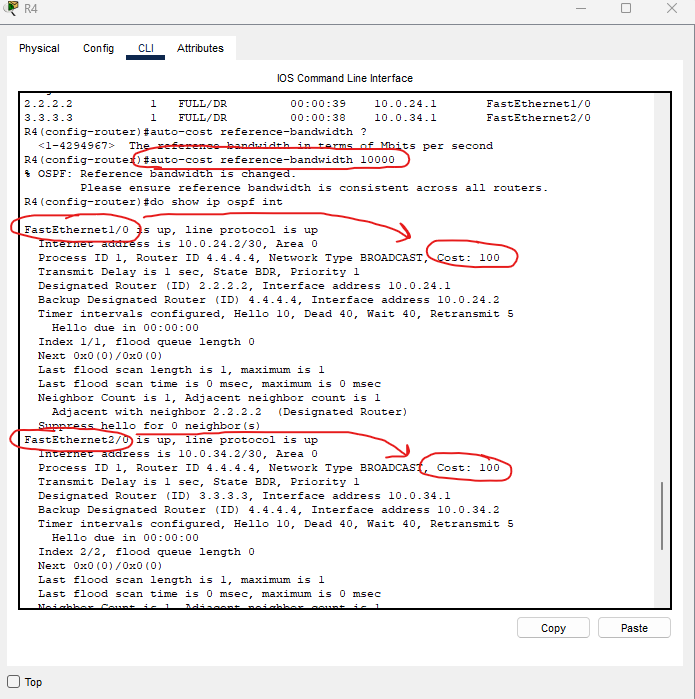 R4
Physical Config CLI Attributes
IOS Command Line Interface
2.2.2.2 1 FULL/DR 00:00:39 10.0.24.1 FastEthernet1/0
3.3.3.3 1 FULL/DR 00:00:38 10.0.34.1 FastEthernet2/0
R4(config-router)#auto-cost reference-bandwidth ?
<1-4294967> The reference bandwidth in terms of Mbits per second
R4(config-router)#auto-cost reference-bandwidth 10000
% OSPF: Reference bandwidth is changed.
Please ensure reference bandwidth is consistent across all routers.
R4(config-router)#do show ip ospf int
FastEthernet1/0 is up, line protocol is up
Internet address is 10.0.24.2/30, Area 0
Process ID 1, Router ID 4.4.4.4, Network Type BROADCAST, Cost: 100
Transmit Delay is 1 sec, State BDR, Priority 1
Designated Router (ID) 2.2.2.2, Interface address 10.0.24.1
Backup Designated Router (ID) 4.4.4.4, Interface address 10.0.24.2
Timer intervals configured, Hello 10, Dead 40, Wait 40, Retransmit 5
Hello due in 00:00:00
Index 1/1, flood queue length 0
Next 0x0(0)/0x0(0)
Last flood scan length is 1, maximum is 1
Last flood scan time is 0 msec, maximum is 0 msec
Neighbor Count is 1, Adjacent neighbor count is 1
Adjacent with neighbor 2.2.2.2 (Designated Router)
Suppress hello for 0 neighbor(s)
FastEthernet2/0 is up, line protocol is up
Internet address is 10.0.34.2/30, Area 0
Process ID 1, Router ID 4.4.4.4, Network Type BROADCAST, Cost: 100
Transmit Delay is 1 sec, State BDR, Priority 1
Designated Router (ID) 3.3.3.3, Interface address 10.0.34.1
Backup Designated Router (ID) 4.4.4.4, Interface address 10.0.34.2
Timer intervals configured, Hello 10, Dead 40, Wait 40, Retransmit 5
Hello due in 00:00:00
Index 2/2, flood queue length 0
Next 0x0(0)/0x0(0)
Last flood scan length is 1, maximum is 1
Last flood scan time is 0 msec, maximum is 0 msec
Neighbor Count is 1, Adjacent neighbor count is 1
Copy Paste
Top